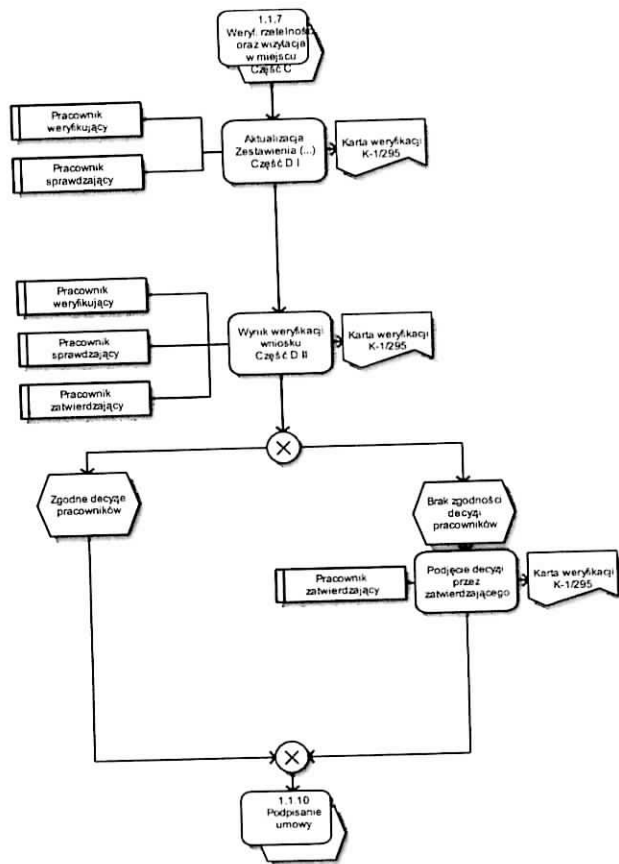 1.1.7
Weryf. rzetelności
oraz wizytacja
w miejscu
Część C
Pracownik
weryfikujący
Pracownik
sprawdzający
Aktualizacja
Zestawienia (...)
Część D I
Karta weryfikacji
K-1/295
Pracownik
weryfikujący
Pracownik
sprawdzający
Pracownik
zatwierdzający
Wynik weryfikacji
wniosku
Część D II
Karta weryfikacji
K-1/295
Zgodne decyzje
pracowników
Brak zgodności
decyzji
pracowników
Pracownik
zatwierdzający
Podjęcie decyzji
przez
zatwierdzającego
Karta weryfikacji
K-1/295
1.1.10
Podpisanie
umowy